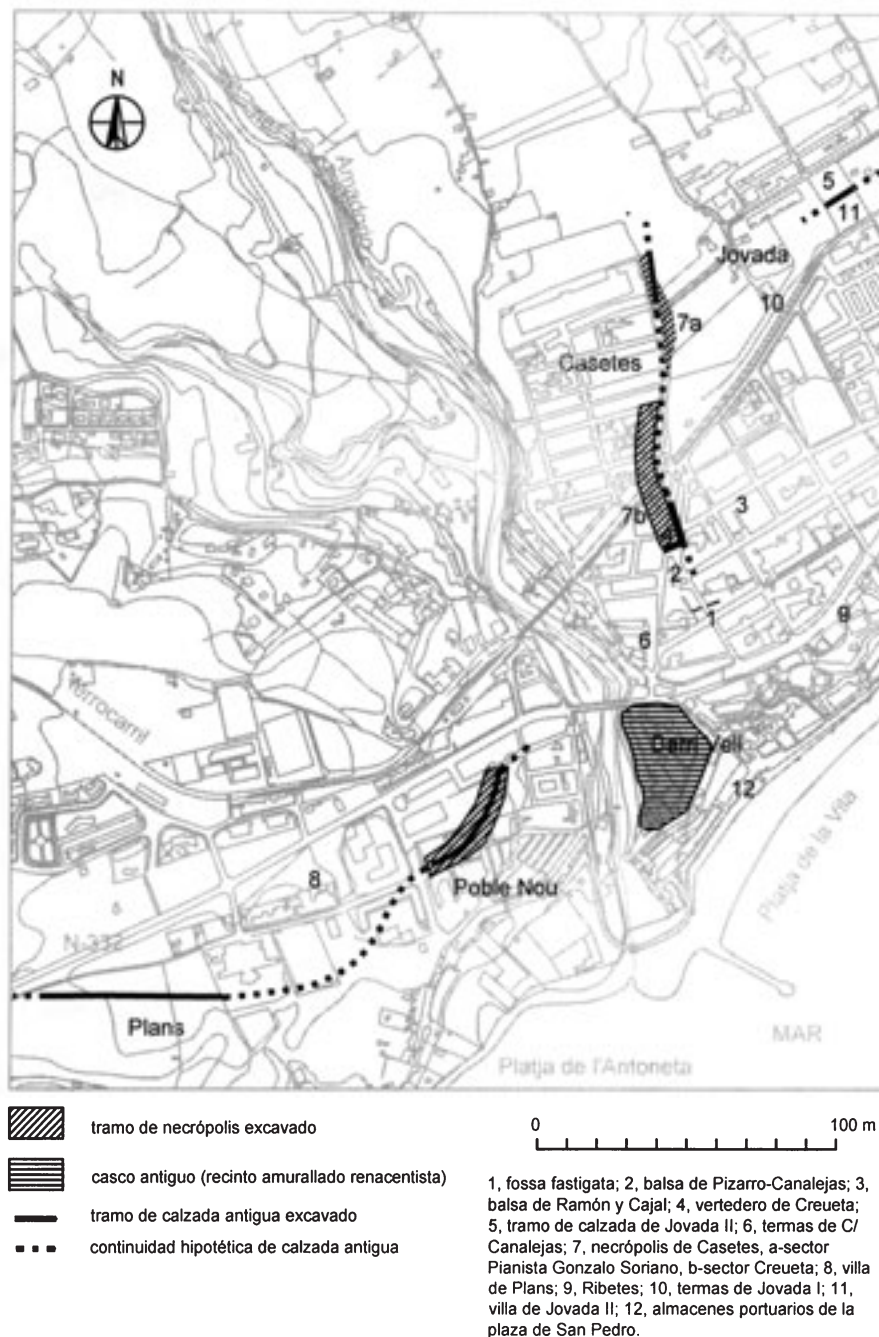 N
Amadorio
5
11
Jovada
10
7a
Casetes
7b
3
2
1
6
9
Ferrocarril
Barri Vell
12
Platja de la Vila
8
Poble Nou
N-332
Plans
MAR
Platja de l'Antoneta
tramo de necrópolis excavado
casco antiguo (recinto amurallado renacentista)
tramo de calzada antigua excavado
continuidad hipotética de calzada antigua
0 100 m
1, fossa fastigata; 2, balsa de Pizarro-Canalejas; 3,
balsa de Ramón y Cajal; 4, vertedero de Creueta;
5, tramo de calzada de Jovada II; 6, termas de C/
Canalejas; 7, necrópolis de Casetes, a-sector
Pianista Gonzalo Soriano, b-sector Creueta; 8, villa
de Plans; 9, Ribetes; 10, termas de Jovada I; 11,
villa de Jovada II; 12, almacenes portuarios de la
plaza de San Pedro.